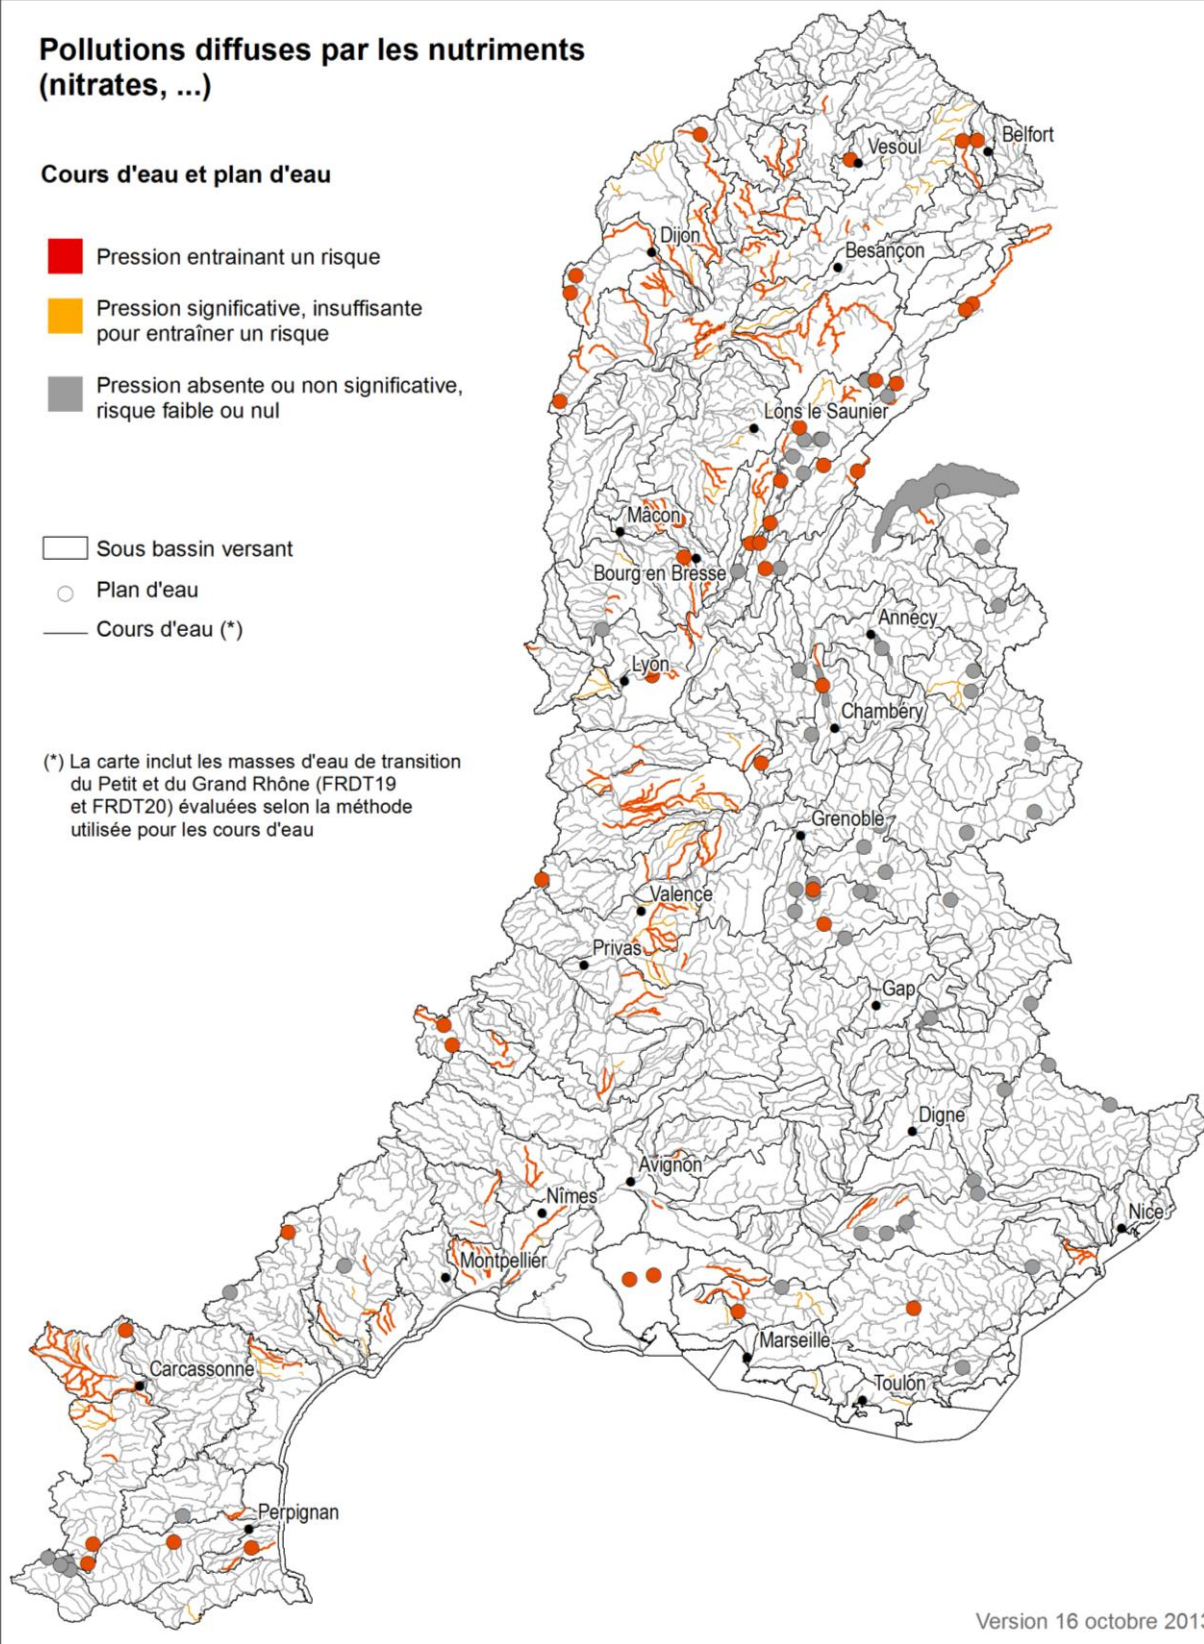 Pollutions diffuses par les nutriments
(nitrates, ...)
Cours d'eau et plan d'eau
Pression entrainant un risque
Pression significative, insuffisante
pour entraîner un risque
Pression absente ou non significative,
risque faible ou nul
Sous bassin versant
Plan d'eau
Cours d'eau (*)
(*) La carte inclut les masses d'eau de transition
du Petit et du Grand Rhône (FRDT19
et FRDT20) évaluées selon la méthode
utilisée pour les cours d'eau
Belfort
Vesoul
Dijon
Besançon
Lons le Saunier
Mâcon
Bourg en Bresse
Annecy
Lyon
Chambéry
Grenoble
Valence
Privas
Gap
Digne
Avignon
Nîmes
Nice
Montpellier
Marseille
Carcassonne
Toulon
Perpignan
Version 16 octobre 2013